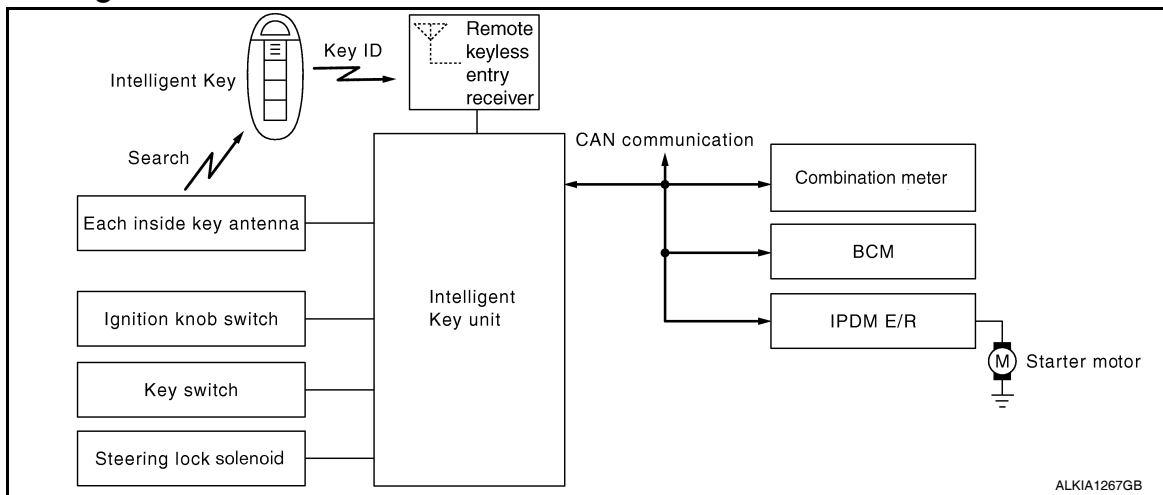 Intelligent Key
Key ID
Remote
keyless
entry
receiver
Search
CAN communication
Each inside key antenna
Ignition knob switch
Key switch
Steering lock solenoid
Intelligent
Key unit
Combination meter
BCM
IPDM E/R
M
Starter motor
ALKIA1267GB